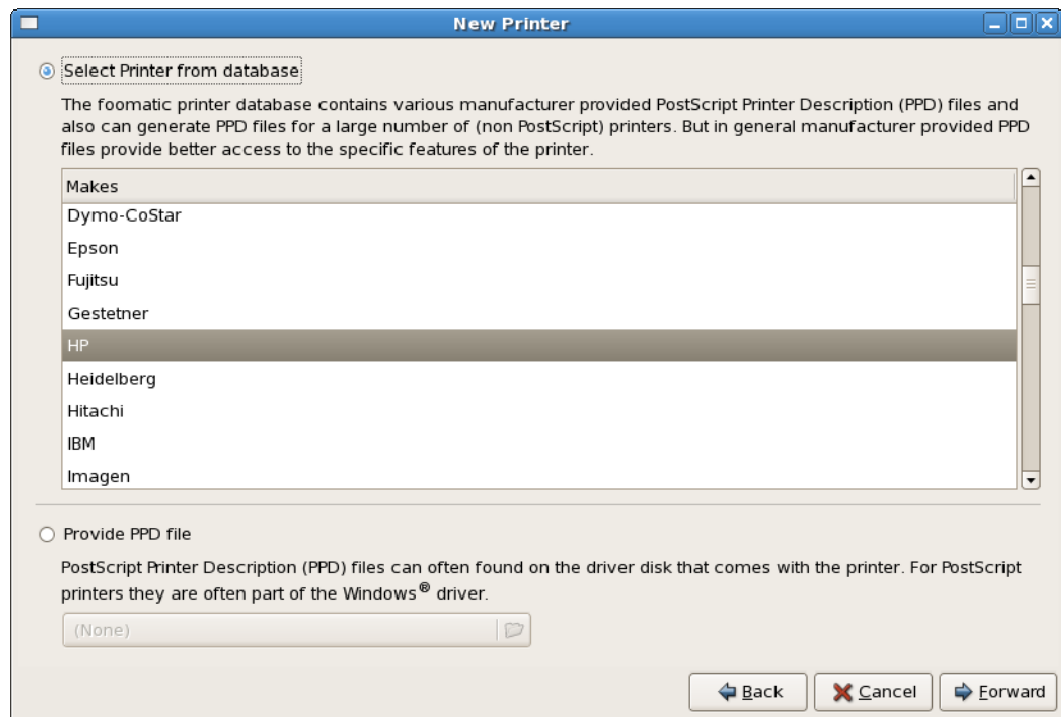 New Printer
Select Printer from database
The foomatic printer database contains various manufacturer provided PostScript Printer Description (PPD) files and
also can generate PPD files for a large number of (non PostScript) printers. But in general manufacturer provided PPD
files provide better access to the specific features of the printer.
Makes
Dymo-CoStar
Epson
Fujitsu
Gestetner
HP
Heidelberg
Hitachi
IBM
Imagen
Provide PPD file
PostScript Printer Description (PPD) files can often found on the driver disk that comes with the printer. For PostScript
printers they are often part of the Windows® driver.
(None)
Back Cancel Forward